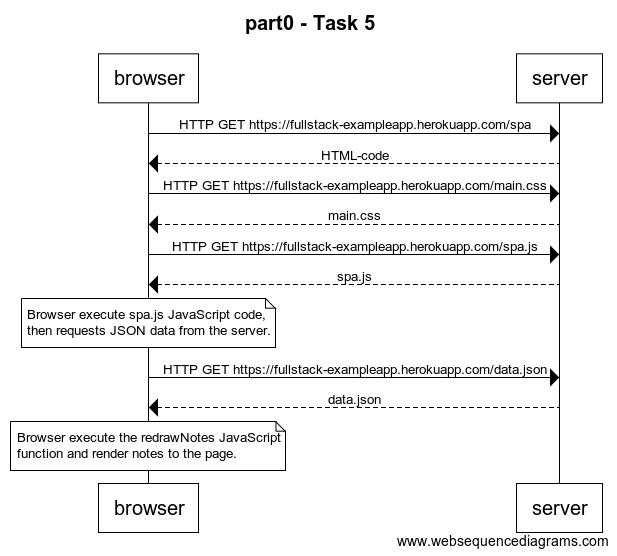 part0 - Task 5
browser
server
HTTP GET https://fullstack-exampleapp.herokuapp.com/spa
HTML-code
HTTP GET https://fullstack-exampleapp.herokuapp.com/main.css
main.css
HTTP GET https://fullstack-exampleapp.herokuapp.com/spa.js
spa.js
Browser execute spa.js JavaScript code,
then requests JSON data from the server.
HTTP GET https://fullstack-exampleapp.herokuapp.com/data.json
data.json
Browser execute the redrawNotes JavaScript
function and render notes to the page.
browser
server
www.websequencediagrams.com